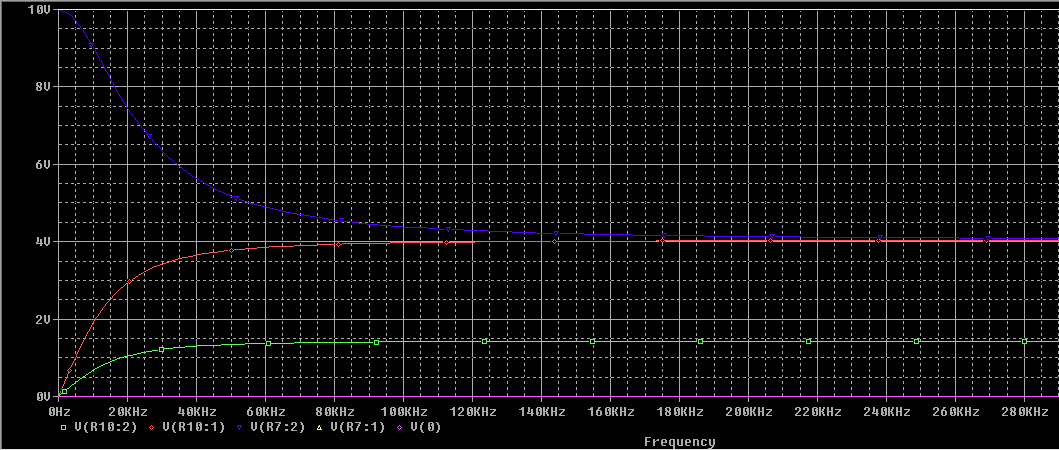 10V
8V
6V
4V
2V
0V
0Hz 20KHz 40KHz 60KHz 80KHz 100KHz 120KHz 140KHz 160KHz 180KHz 200KHz 220KHz 240KHz 260KHz 280KHz
V(R10:2) V(R10:1) V(R7:2) V(R7:1) V(0)
Frequency